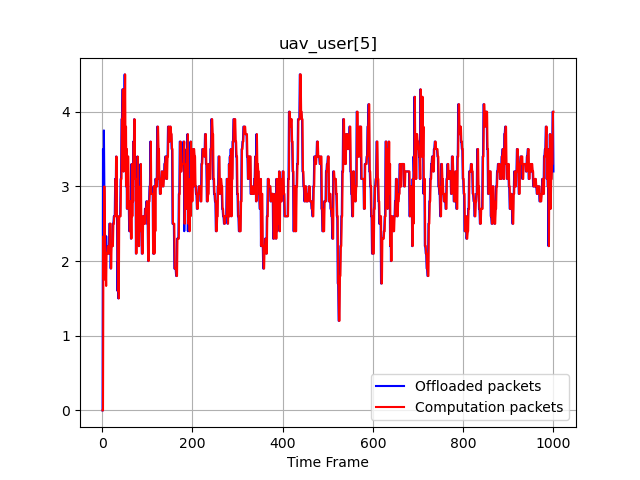 uav_user[5]
4
3
2
1
0
0 200 400 600 800 1000
Time Frame
Offloaded packets
Computation packets